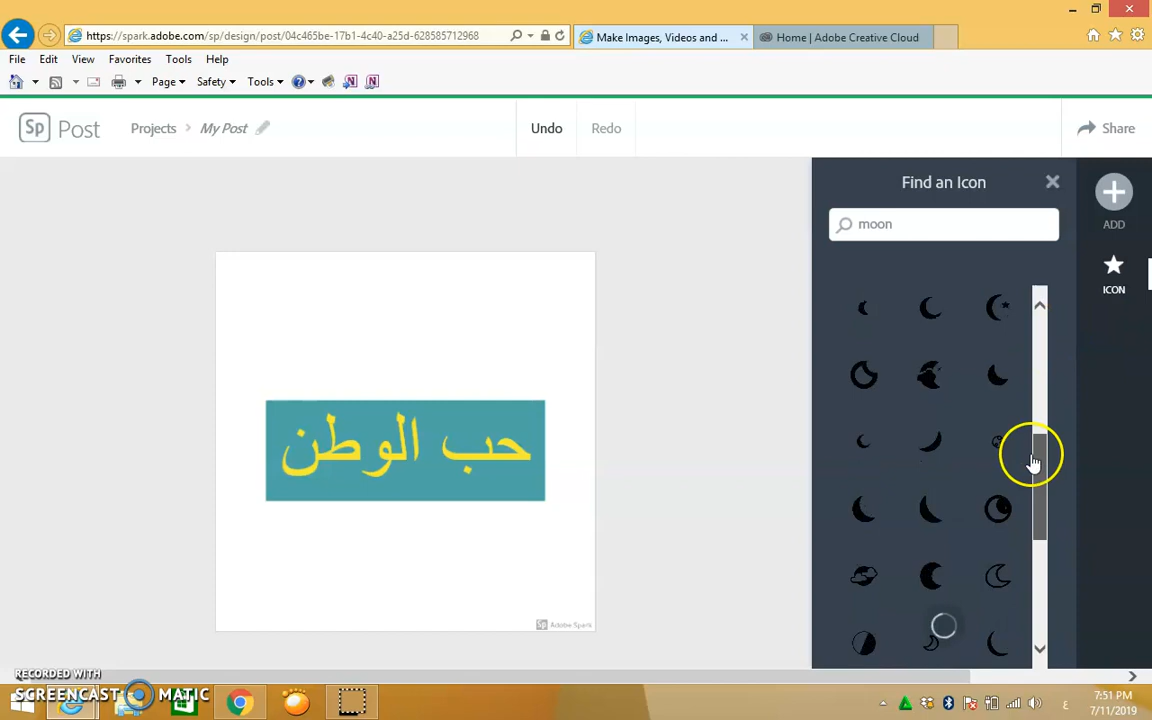 https://spark.adobe.com/sp/design/post/04c465be-17b1-4c40-a25d-628585712968
Make Images, Videos and ...
Home | Adobe Creative Cloud
File Edit View Favorites Tools Help
Page Safety Tools
Sp Post
Projects > My Post
Undo
Redo
Share
Find an Icon
moon
ADD
ICON
حب الوطن
Sp Adobe Spark
RECORDED WITH
SCREENCAST MATIC
7:51 PM
7/11/2019
ع